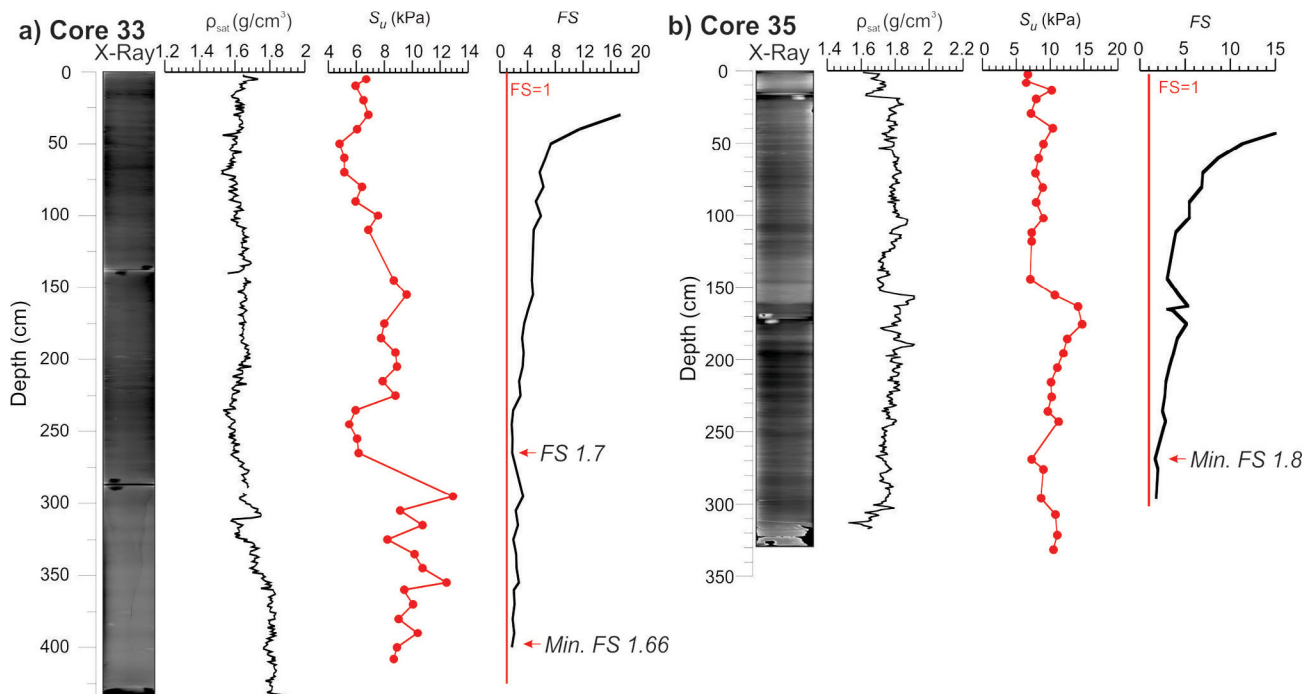 a) Core 33
X-Ray
ρsat (g/cm³)
1.2 1.4 1.6 1.8 2
Su (kPa)
4 6 8 10 12 14
FS
0 4 8 12 16 20
Depth (cm)
0
50
100
150
200
250
300
350
400
FS=1
FS 1.7
Min. FS 1.66
b) Core 35
X-Ray
ρsat (g/cm³)
1.4 1.6 1.8 2 2.2
Su (kPa)
0 5 10 15 20
FS
0 5 10 15
Depth (cm)
0
50
100
150
200
250
300
350
FS=1
Min. FS 1.8